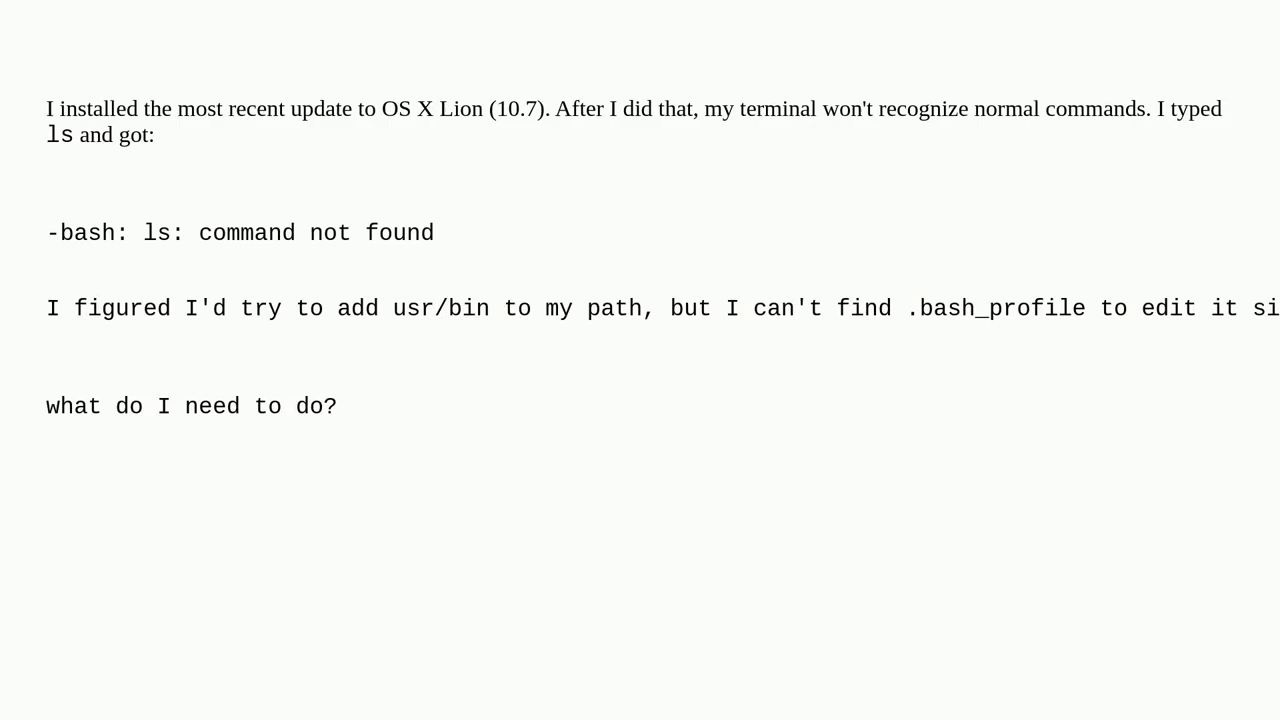 I installed the most recent update to OS X Lion (10.7). After I did that, my terminal won't recognize normal commands. I typed
ls and got:
-bash: ls: command not found
I figured I'd try to add usr/bin to my path, but I can't find .bash_profile to edit it si
what do I need to do?